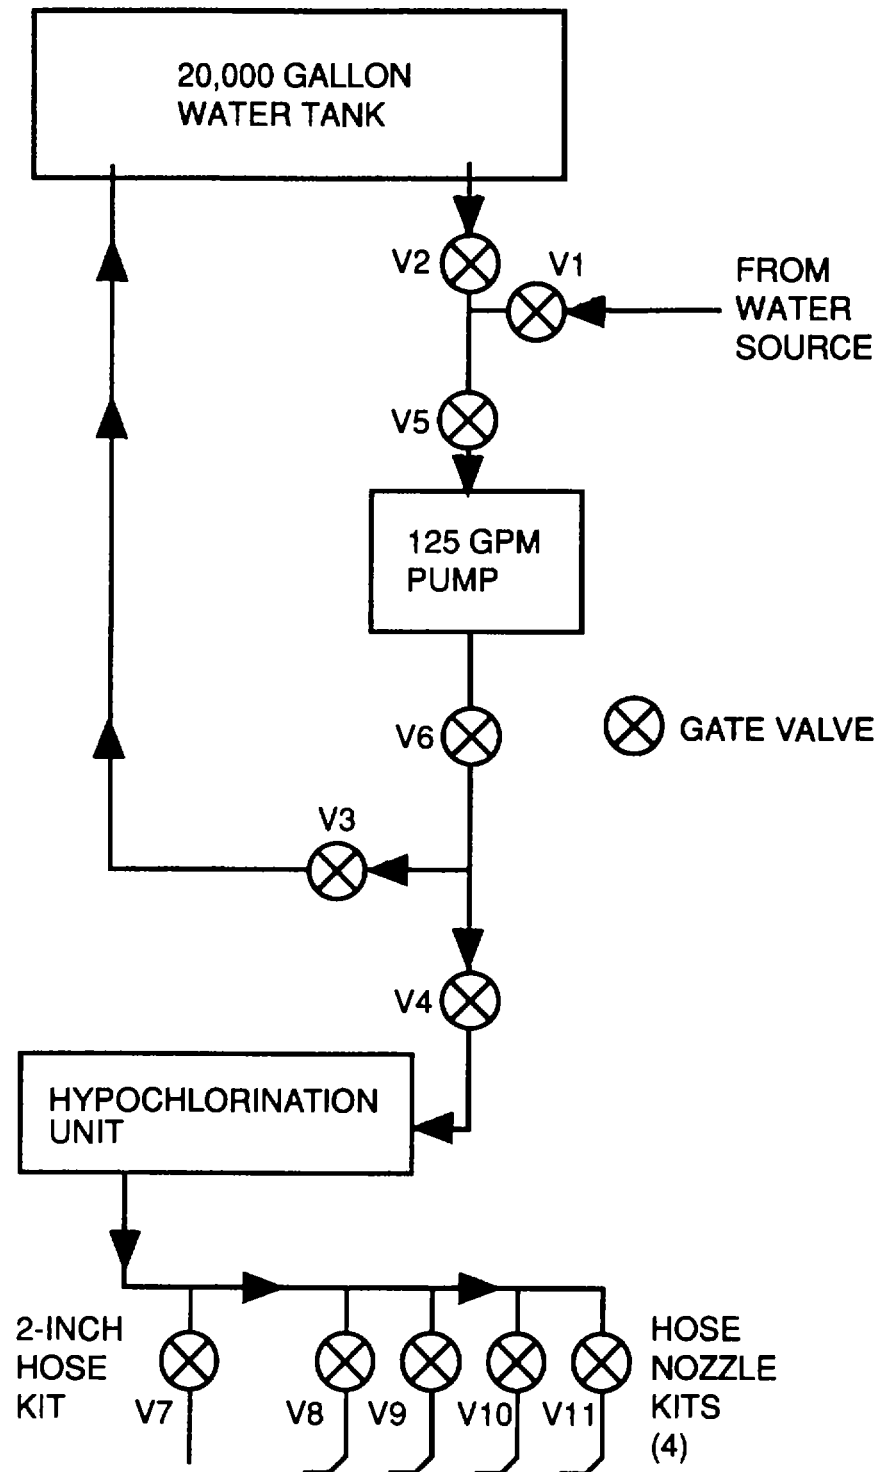 20,000 GALLON
WATER TANK
V2
V1
FROM
WATER
SOURCE
V5
125 GPM
PUMP
V6
GATE VALVE
V3
V4
HYPOCHLORINATION
UNIT
2-INCH
HOSE
KIT
V7
V8
V9
V10
V11
HOSE
NOZZLE
KITS
(4)